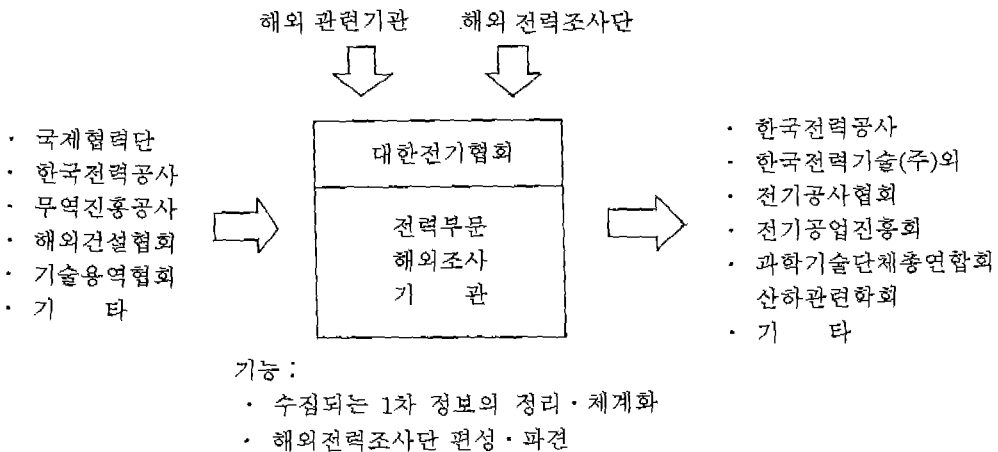 해외 관련기관 해외 전력조사단
· 국제협력단
· 한국전력공사
· 무역진흥공사
· 해외건설협회
· 기술용역협회
· 기 타
대한전기협회
전력부문
해외조사
기 관
· 한국전력공사
· 한국전력기술(주)외
· 전기공사협회
· 전기공업진흥회
· 과학기술단체총연합회
산하관련학회
· 기 타
기능 :
· 수집되는 1차 정보의 정리·체계화
· 해외전력조사단 편성·파견